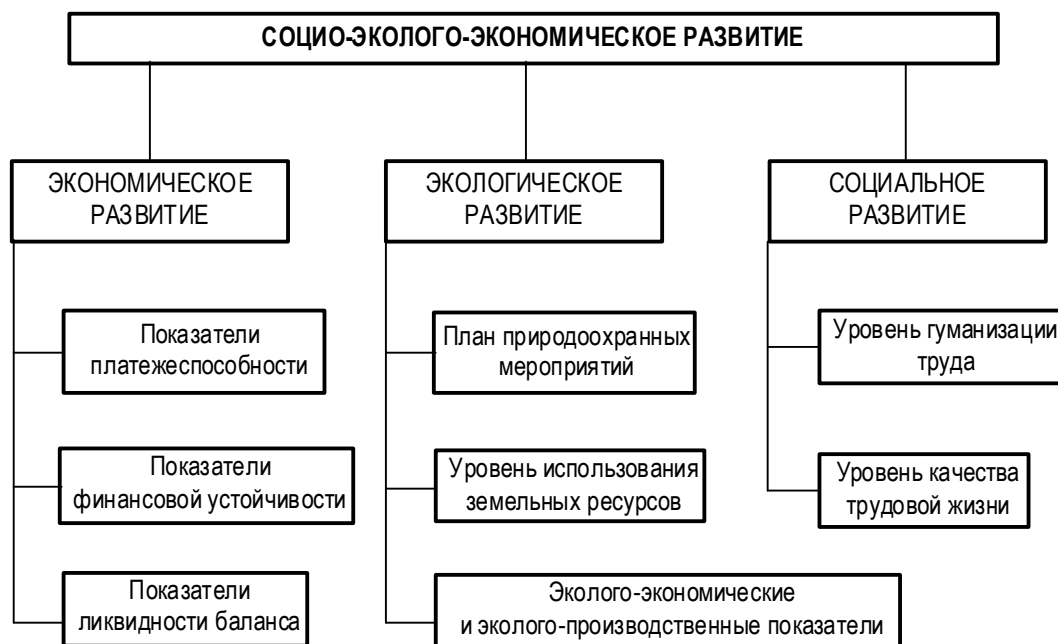 СОЦИО-ЭКОЛОГО-ЭКОНОМИЧЕСКОЕ РАЗВИТИЕ
ЭКОНОМИЧЕСКОЕ
РАЗВИТИЕ
Показатели
платежеспособности
Показатели
финансовой устойчивости
Показатели
ликвидности баланса
ЭКОЛОГИЧЕСКОЕ
РАЗВИТИЕ
План природоохранных
мероприятий
Уровень использования
земельных ресурсов
Эколого-экономические
и эколого-производственные показатели
СОЦИАЛЬНОЕ
РАЗВИТИЕ
Уровень гуманизации
труда
Уровень качества
трудовой жизни